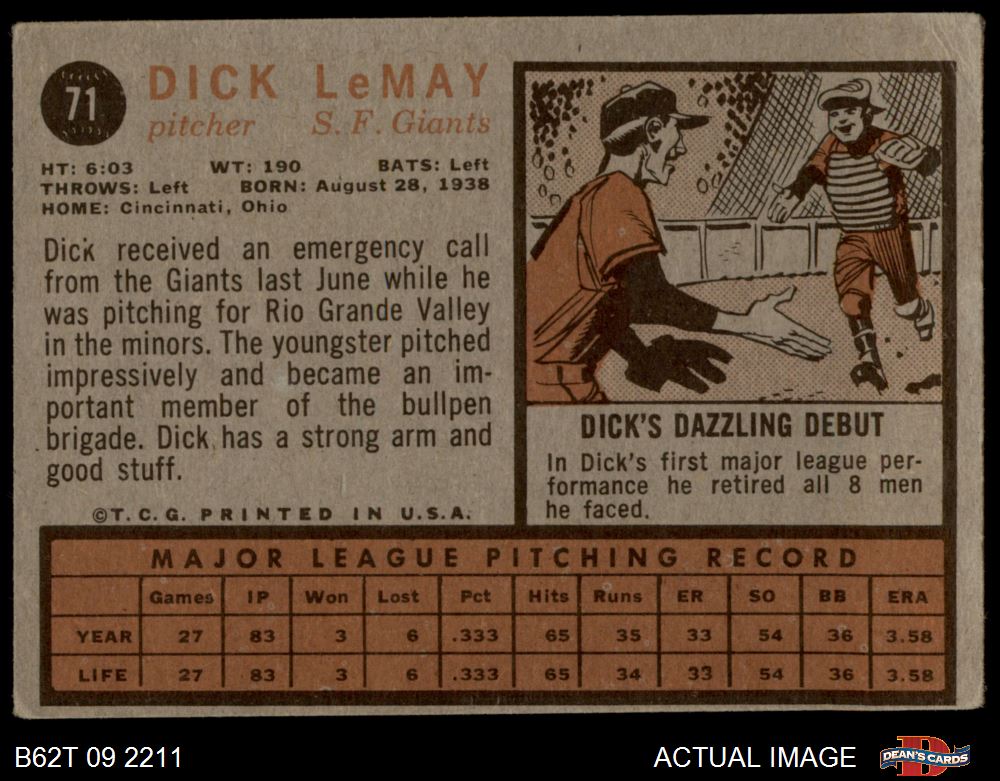 71
DICK LeMAY
pitcher S. F. Giants
HT: 6:03 WT: 190 BATS: Left
THROWS: Left BORN: August 28, 1938
HOME: Cincinnati, Ohio
Dick received an emergency call
from the Giants last June while he
was pitching for Rio Grande Valley
in the minors. The youngster pitched
impressively and became an im-
portant member of the bullpen
brigade. Dick has a strong arm and
good stuff.
©T. C. G. PRINTED IN U.S.A.
DICK'S DAZZLING DEBUT
In Dick's first major league per-
formance he retired all 8 men
he faced.
MAJOR LEAGUE PITCHING RECORD
Games IP Won Lost Pct Hits Runs ER SO BB ERA
YEAR 27 83 3 6 .333 65 35 33 54 36 3.58
LIFE 27 83 3 6 .333 65 34 33 54 36 3.58
B62T 09 2211 ACTUAL IMAGE DEAN'S CARDS